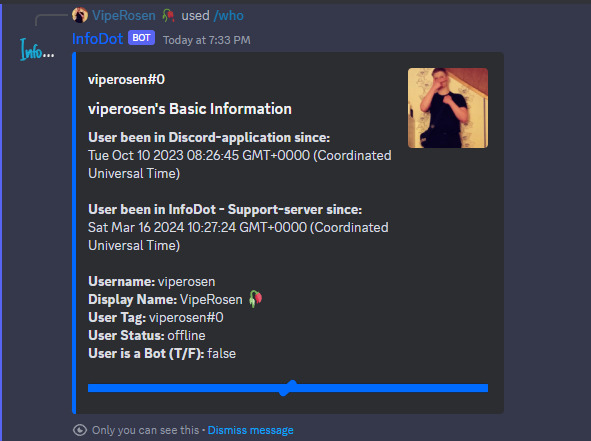 VipeRosen 🥀 used /who
InfoDot BOT Today at 7:33 PM
Info...
viperosen#0
viperosen's Basic Information
User been in Discord-application since:
Tue Oct 10 2023 08:26:45 GMT+0000 (Coordinated
Universal Time)
User been in InfoDot - Support-server since:
Sat Mar 16 2024 10:27:24 GMT+0000 (Coordinated
Universal Time)
Username: viperosen
Display Name: VipeRosen 🥀
User Tag: viperosen#0
User Status: offline
User is a Bot (T/F): false
Only you can see this • Dismiss message